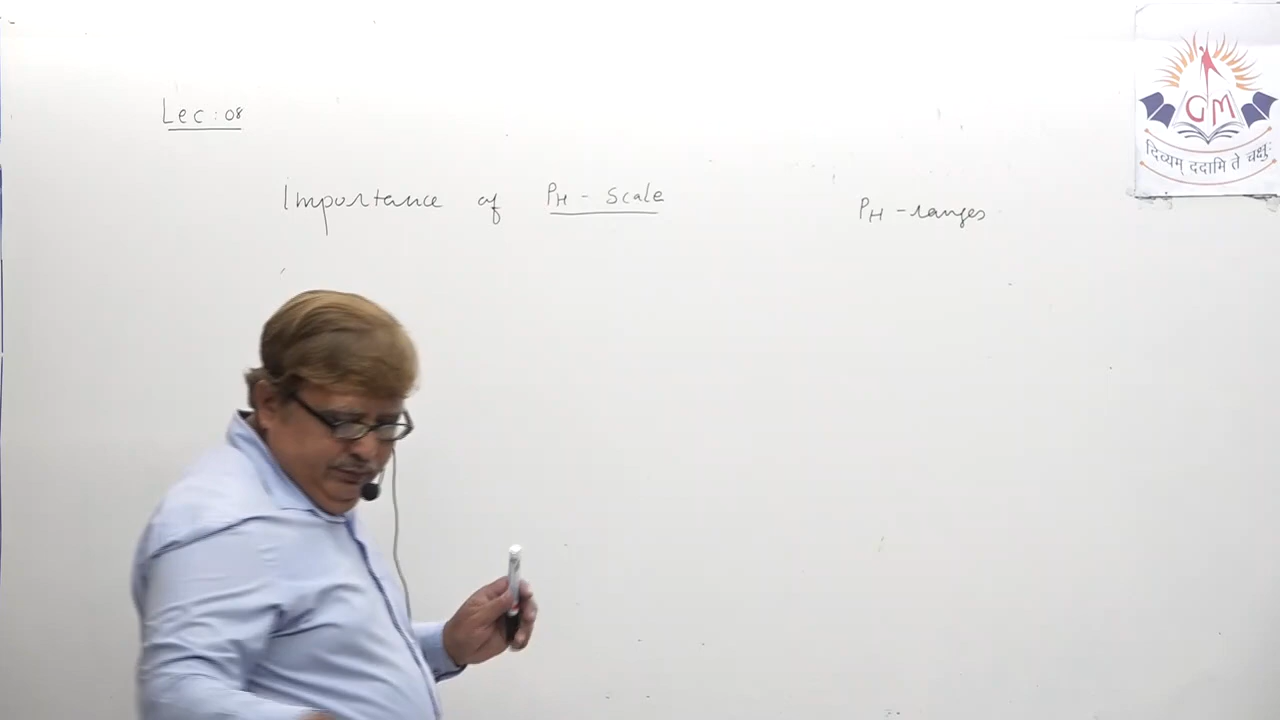 Lec : 08
Importance of PH - Scale
PH - ranges
GM
दिव्यम् ददामि ते चक्षुः